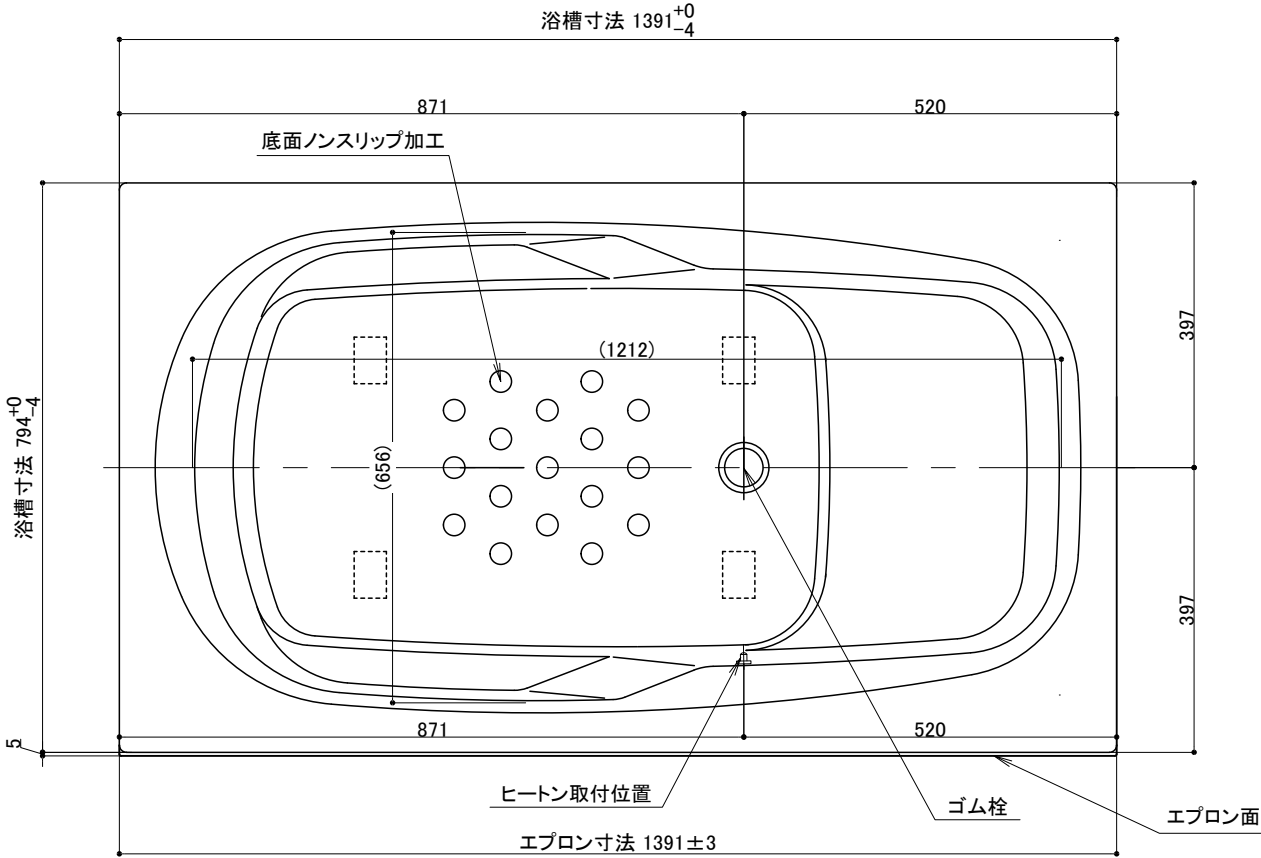 浴槽寸法 1391+0 -4
871
520
底面ノンスリップ加工
397
(1212)
(656)
浴槽寸法 794+0 -4
397
871
520
5
ヒートン取付位置
ゴム栓
エプロン面
エプロン寸法 1391±3